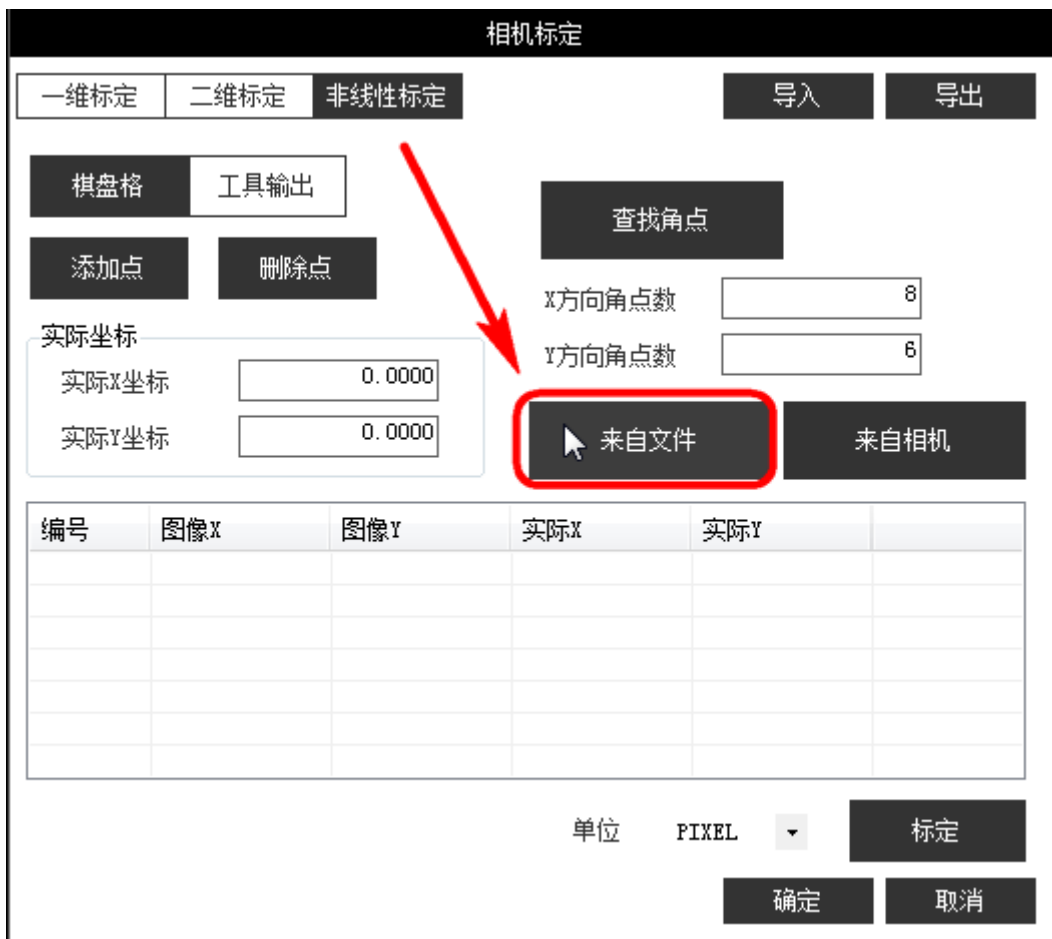 相机标定
一维标定 二维标定 非线性标定 导入 导出
棋盘格 工具输出
查找角点
添加点 删除点
X方向角点数 8
实际坐标
Y方向角点数 6
实际X坐标 0.0000
实际Y坐标 0.0000
来自文件 来自相机
编号 图像X 图像Y 实际X 实际Y
单位 PIXEL 标定
确定 取消